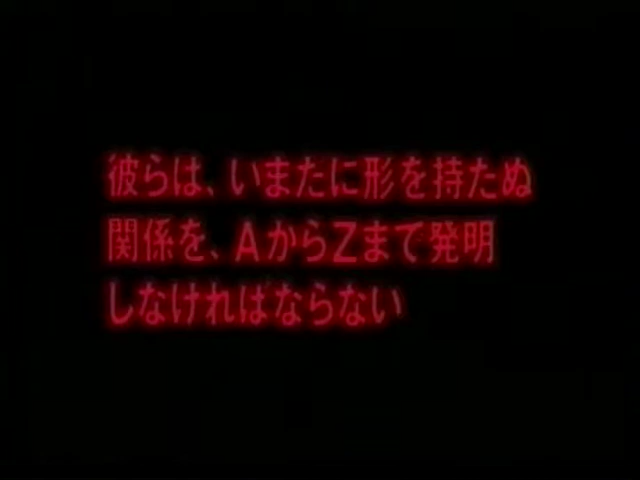 彼らは、いまだに形を持たぬ
関係を、AからZまで発明
しなければならない